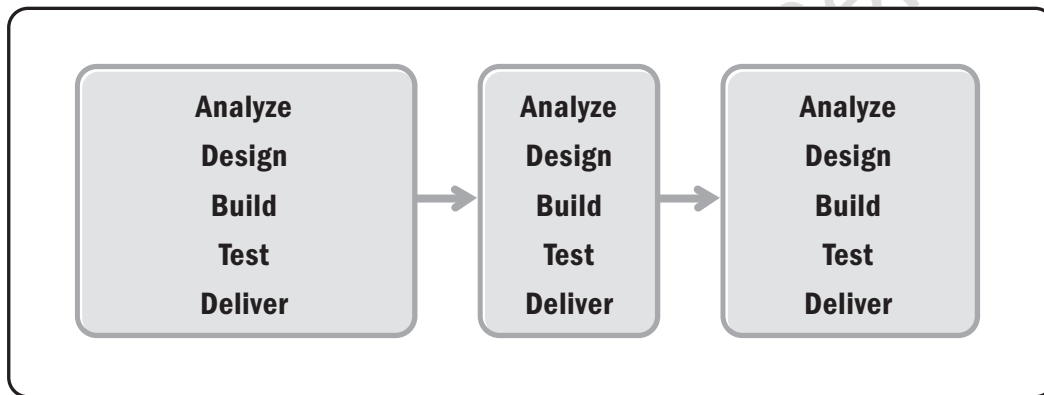 Analyze
Design
Build
Test
Deliver
Analyze
Design
Build
Test
Deliver
Analyze
Design
Build
Test
Deliver